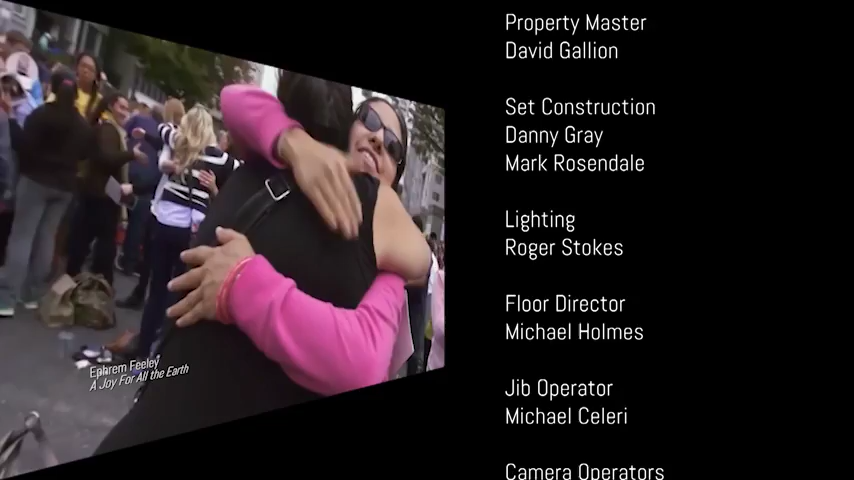 Ephrem Feeley
A Joy For All the Earth
Property Master
David Gallion
Set Construction
Danny Gray
Mark Rosendale
Lighting
Roger Stokes
Floor Director
Michael Holmes
Jib Operator
Michael Celeri
Camera Operators